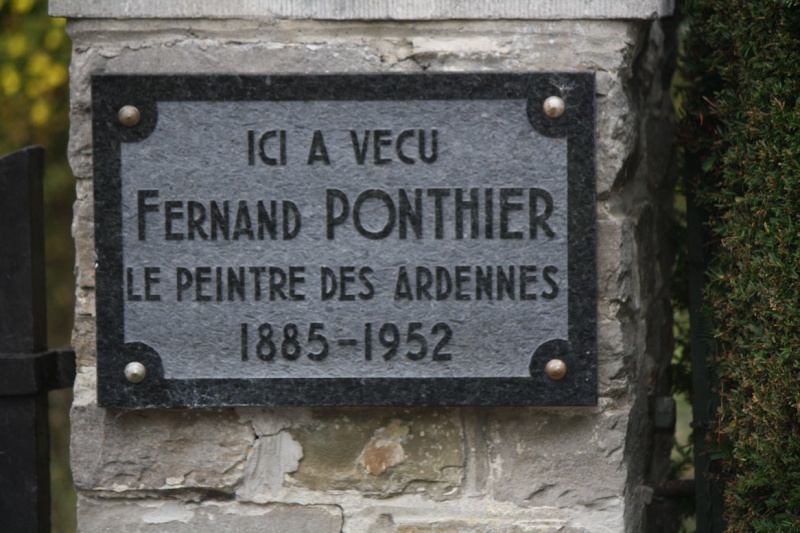 ICI A VECU
FERNAND PONTHIER
LE PEINTRE DES ARDENNES
1885-1952